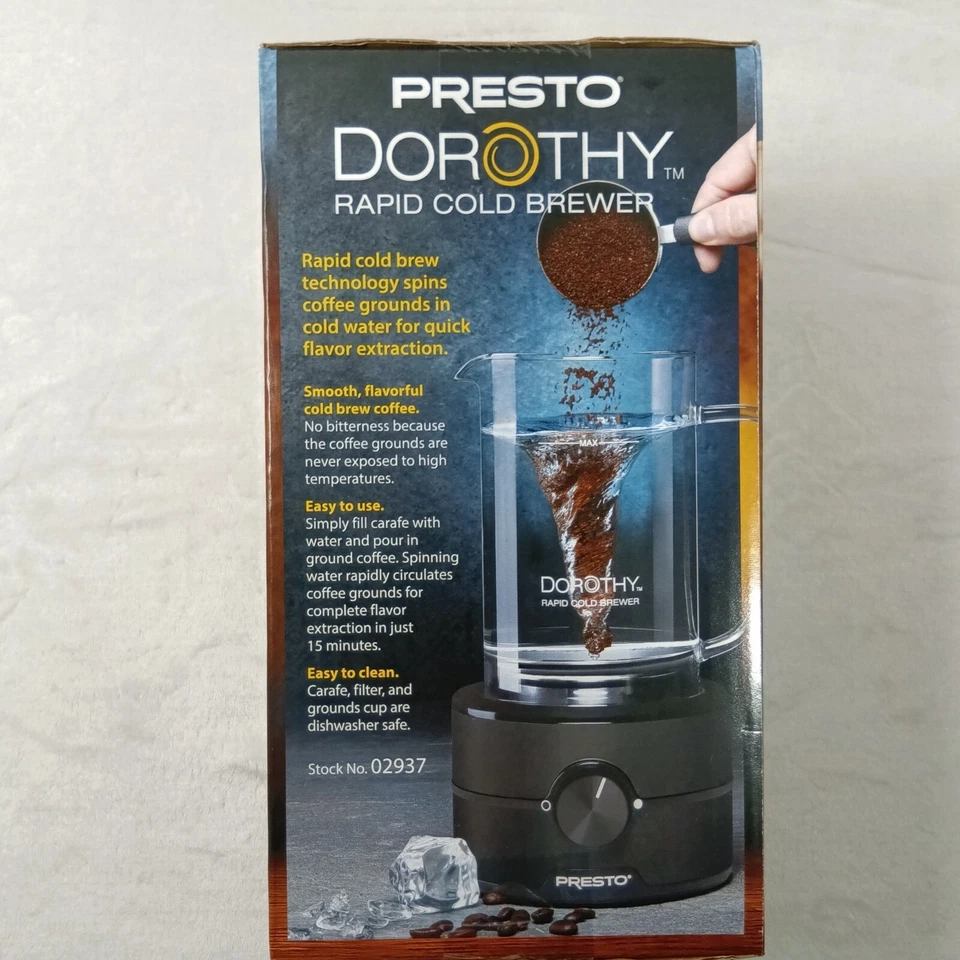 PRESTO®
DOROTHY™
RAPID COLD BREWER
Rapid cold brew
technology spins
coffee grounds in
cold water for quick
flavor extraction.
Smooth, flavorful
cold brew coffee.
No bitterness because
the coffee grounds are
never exposed to high
temperatures.
Easy to use.
Simply fill carafe with
water and pour in
ground coffee. Spinning
water rapidly circulates
coffee grounds for
complete flavor
extraction in just
15 minutes.
Easy to clean.
Carafe, filter, and
grounds cup are
dishwasher safe.
Stock No. 02937
MAX
DOROTHY™
RAPID COLD BREWER
PRESTO®